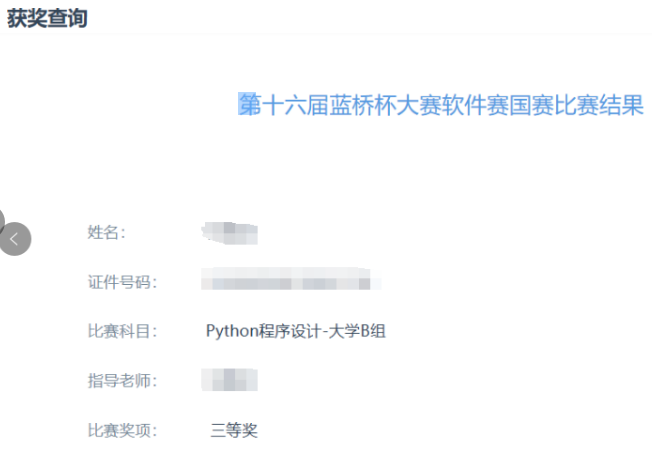 获奖查询
第十六届蓝桥杯大赛软件赛国赛比赛结果
姓名：
证件号码：
比赛科目： Python程序设计-大学B组
指导老师：
比赛奖项： 三等奖